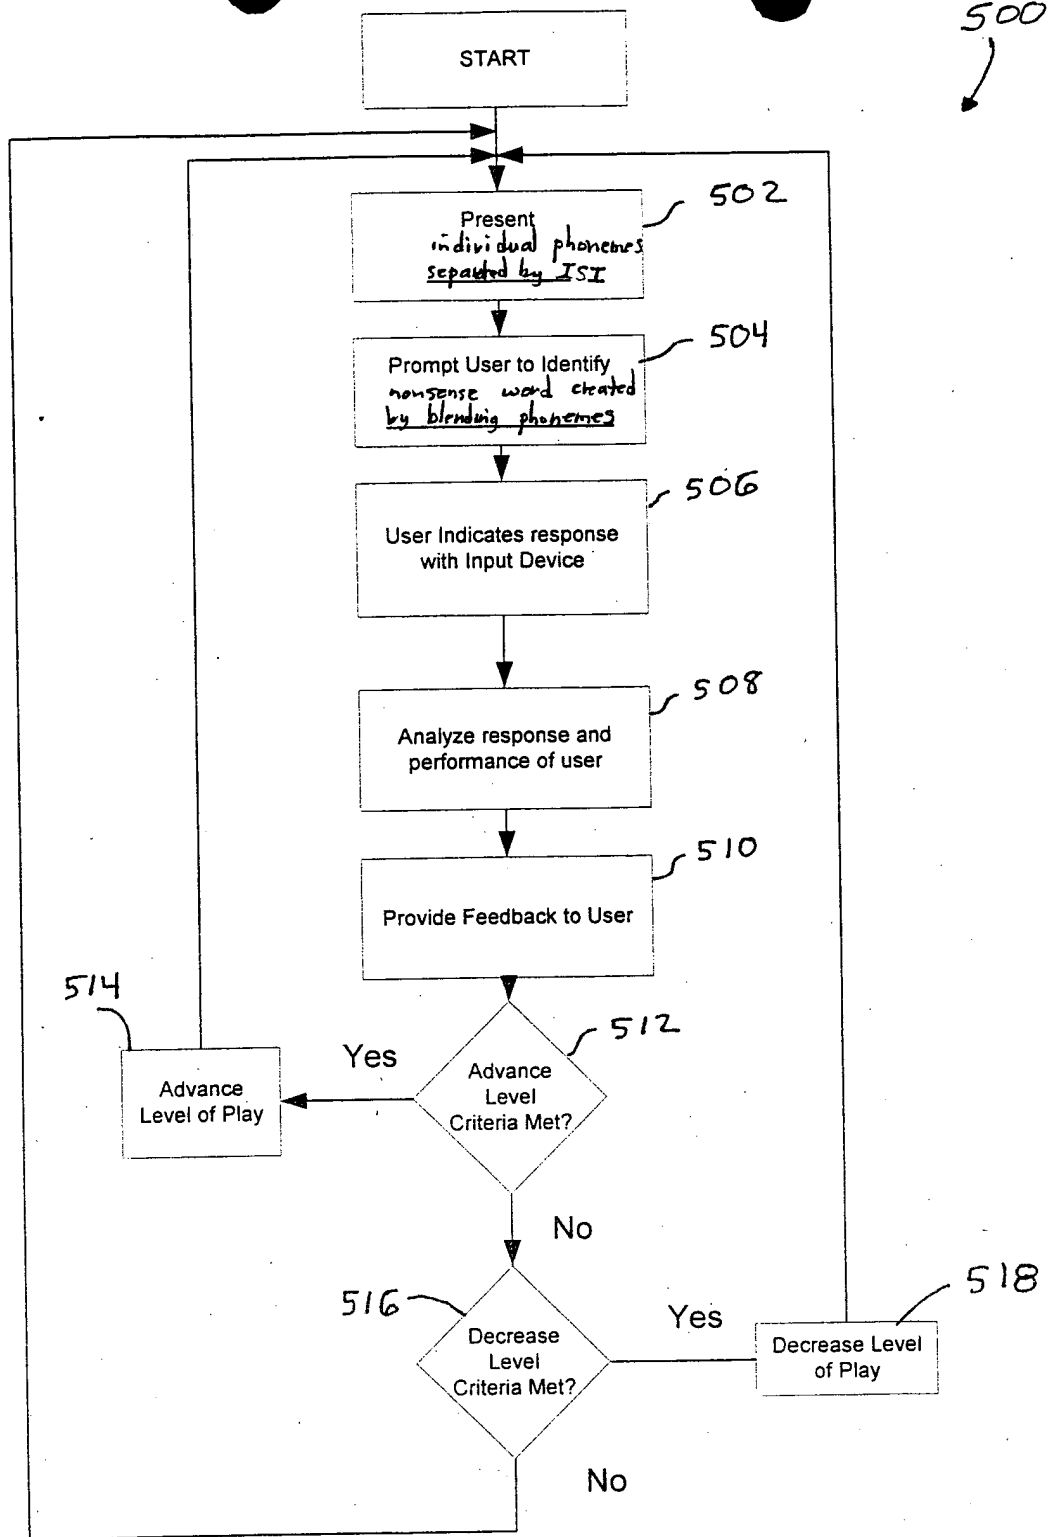 500
START
502
Present
individual phonemes
separated by ISI
504
Prompt User to Identify
nonsense word created
by blending phonemes
506
User Indicates response
with Input Device
508
Analyze response and
performance of user
510
Provide Feedback to User
514
512
Yes
Advance
Level
Criteria Met?
Advance
Level of Play
No
516
518
Yes
Decrease
Level
Criteria Met?
Decrease Level
of Play
No